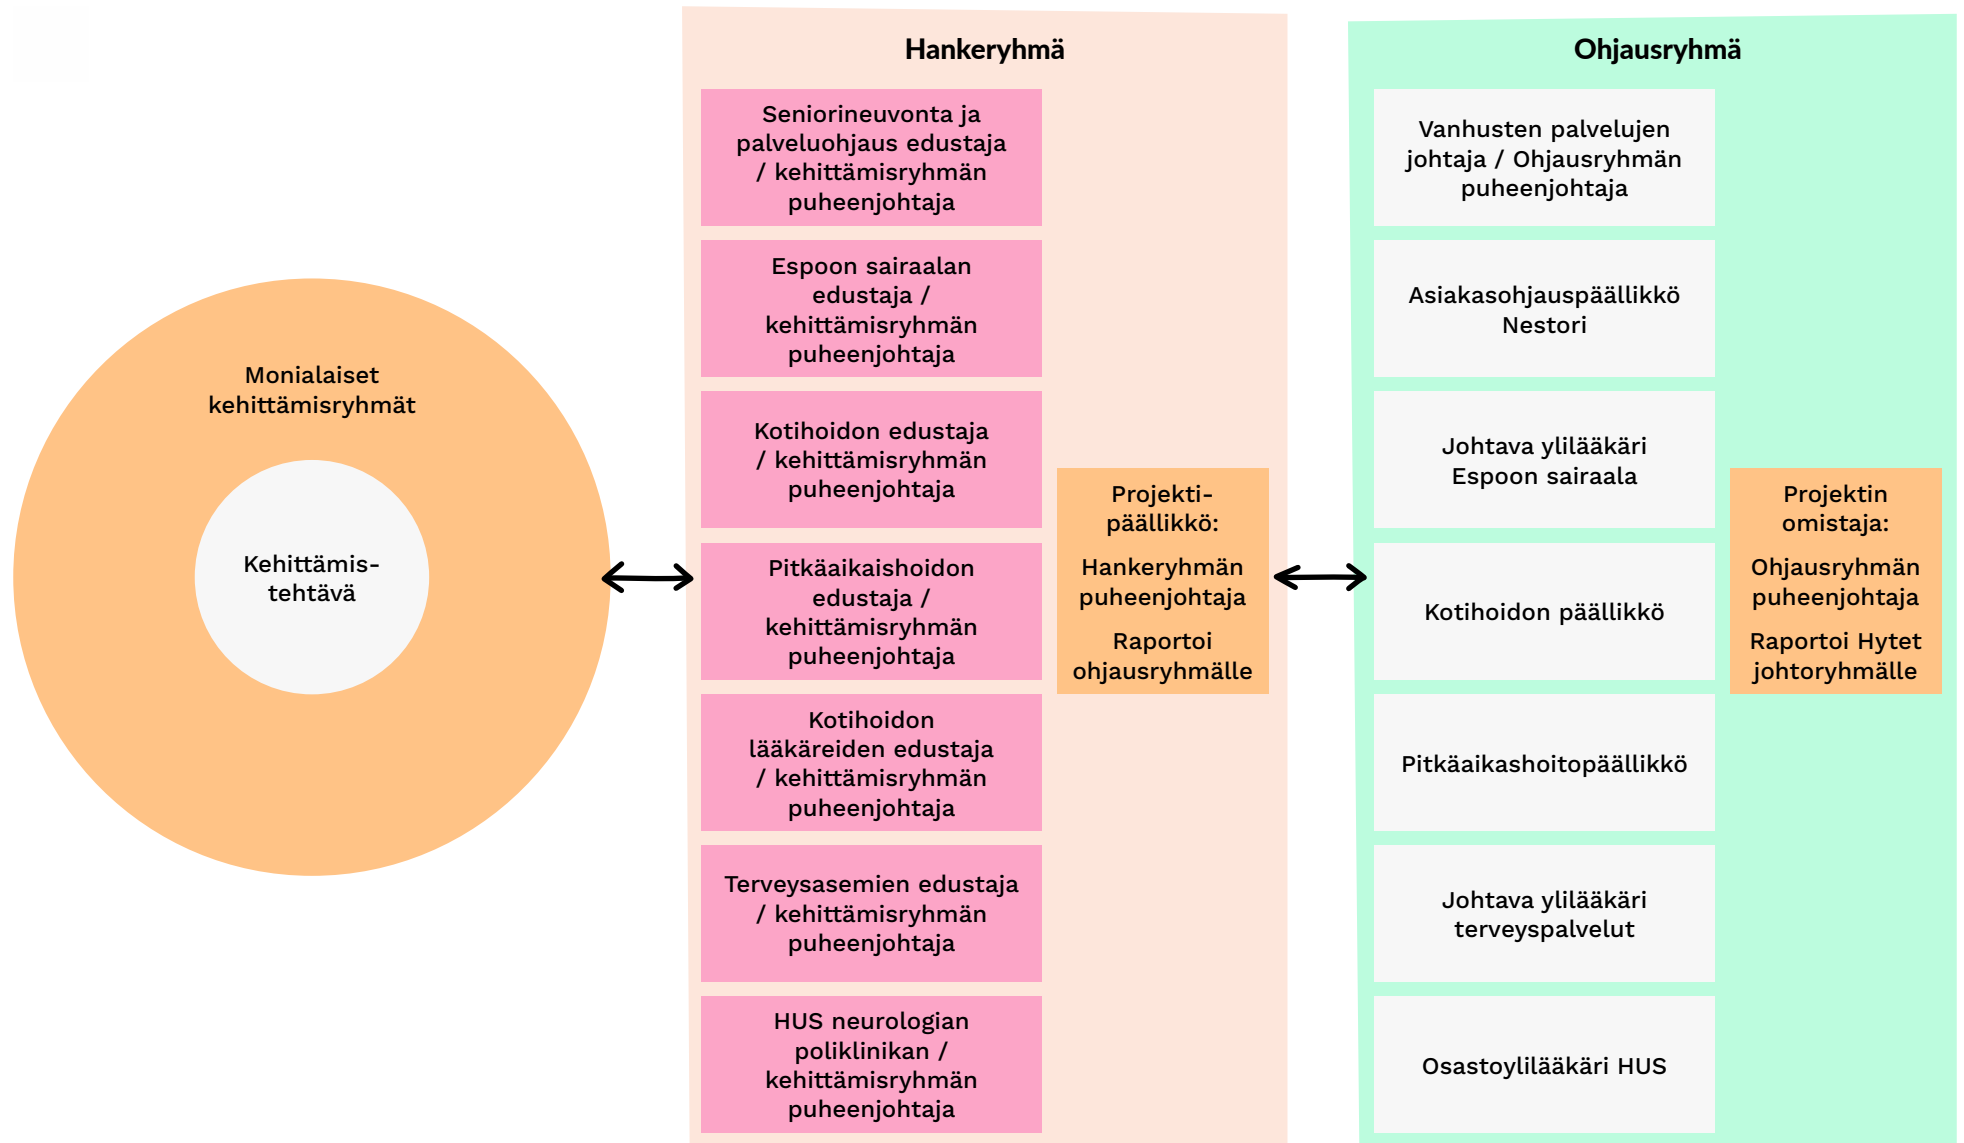 Monialaiset
kehittämisryhmät
Kehittämis-
tehtävä
Hankeryhmä
Seniorineuvonta ja
palveluohjaus edustaja
/ kehittämisryhmän
puheenjohtaja
Espoon sairaalan
edustaja /
kehittämisryhmän
puheenjohtaja
Kotihoidon edustaja
/ kehittämisryhmän
puheenjohtaja
Pitkäaikaishoidon
edustaja /
kehittämisryhmän
puheenjohtaja
Kotihoidon
lääkäreiden edustaja
/ kehittämisryhmän
puheenjohtaja
Terveysasemien edustaja
/ kehittämisryhmän
puheenjohtaja
HUS neurologian
poliklinikan /
kehittämisryhmän
puheenjohtaja
Projekti-
päällikkö:
Hankeryhmän
puheenjohtaja
Raportoi
ohjausryhmälle
Ohjausryhmä
Vanhusten palvelujen
johtaja / Ohjausryhmän
puheenjohtaja
Asiakasohjauspäällikkö
Nestori
Johtava ylilääkäri
Espoon sairaala
Kotihoidon päällikkö
Pitkäaikashoitopäällikkö
Johtava ylilääkäri
terveyspalvelut
Osastoylilääkäri HUS
Projektin
omistaja:
Ohjausryhmän
puheenjohtaja
Raportoi Hytet
johtoryhmälle